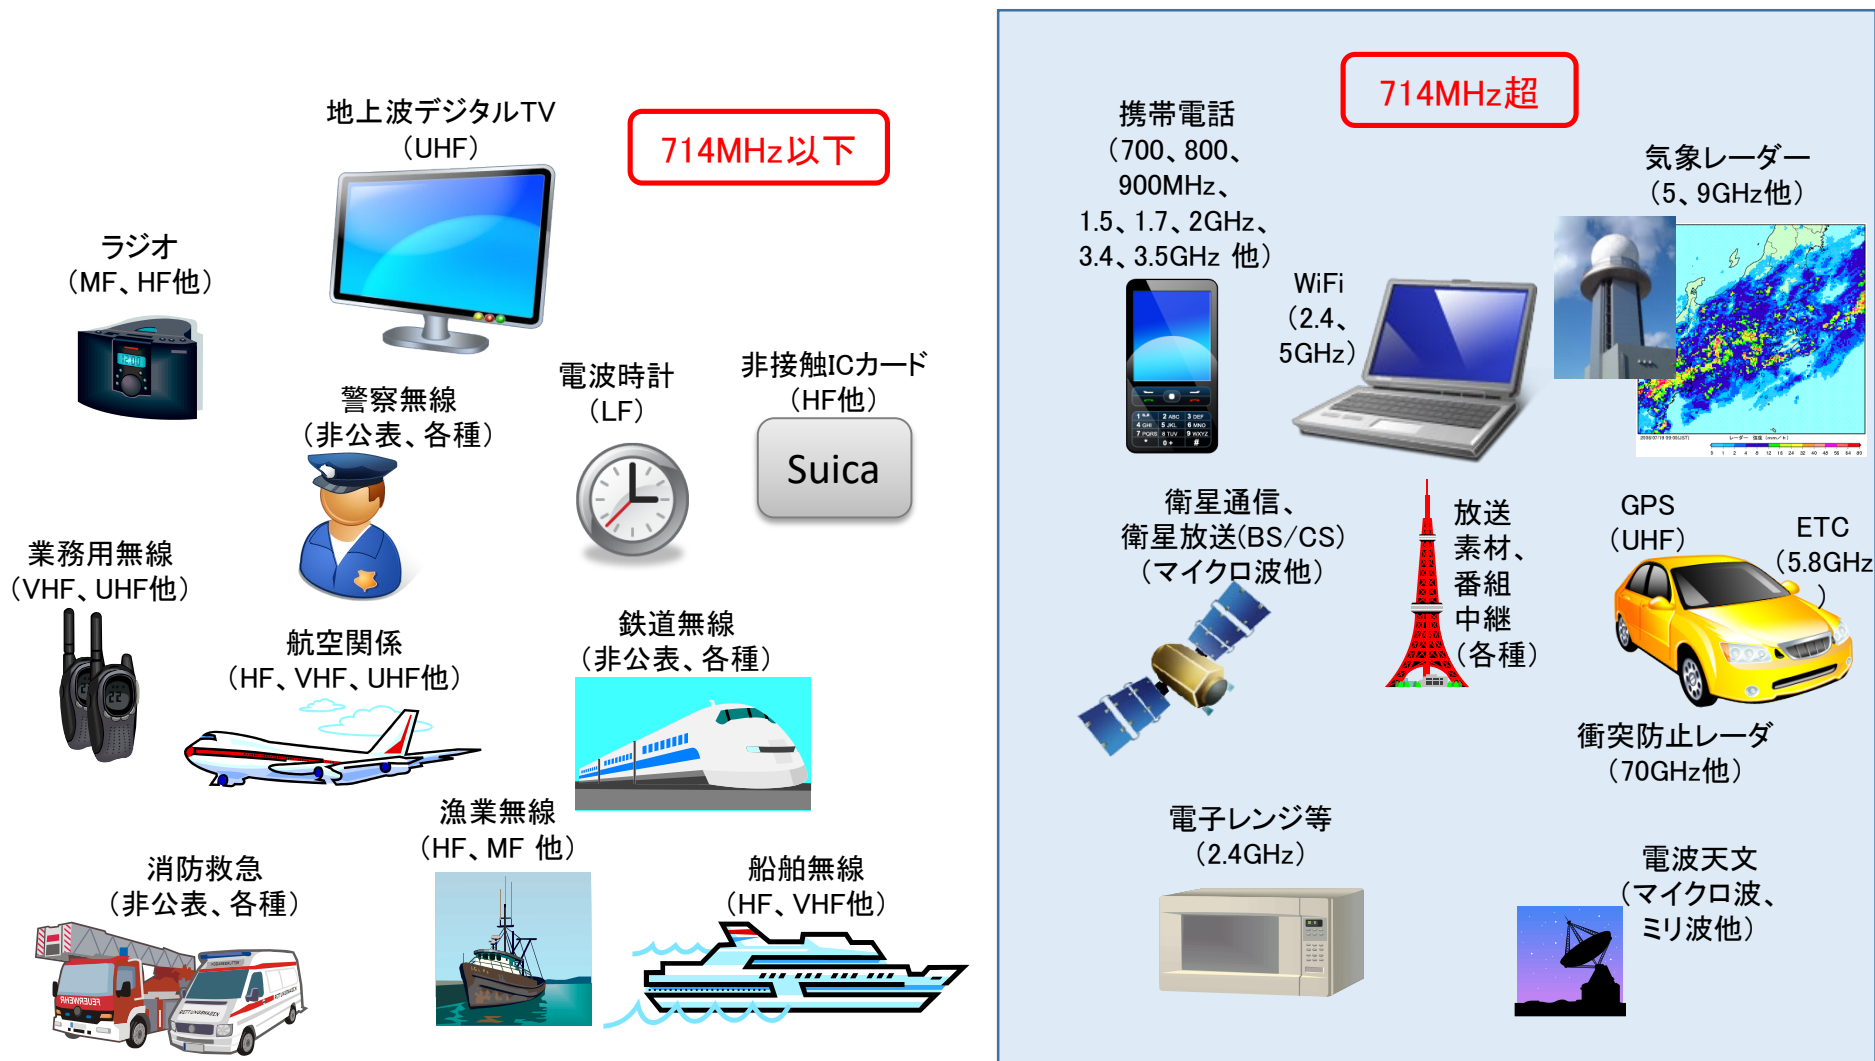 714MHz以下
地上波デジタルTV
（UHF）
ラジオ
（MF、HF他）
警察無線
（非公表、各種）
電波時計
（LF）
非接触ICカード
（HF他）
Suica
業務用無線
（VHF、UHF他）
航空関係
（HF、VHF、UHF他）
鉄道無線
（非公表、各種）
漁業無線
（HF、MF 他）
消防救急
（非公表、各種）
船舶無線
（HF、VHF他）
714MHz超
携帯電話
（700、800、
900MHz、
1.5、1.7、2GHz、
3.4、3.5GHz 他）
WiFi
（2.4、
5GHz）
気象レーダー
（5、9GHz他）
衛星通信、
衛星放送(BS/CS)
（マイクロ波他）
放送
素材、
番組
中継
（各種）
GPS
（UHF）
ETC
（5.8GHz
）
衝突防止レーダ
（70GHz他）
電子レンジ等
（2.4GHz）
電波天文
（マイクロ波、
ミリ波他）